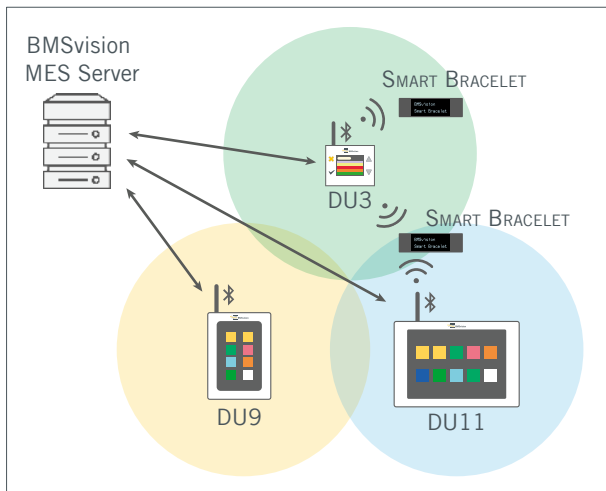 BMSvision
MES Server
SMART BRACELET
BMSvision
Smart Bracelet
DU3
SMART BRACELET
BMSvision
Smart Bracelet
DU9
DU11